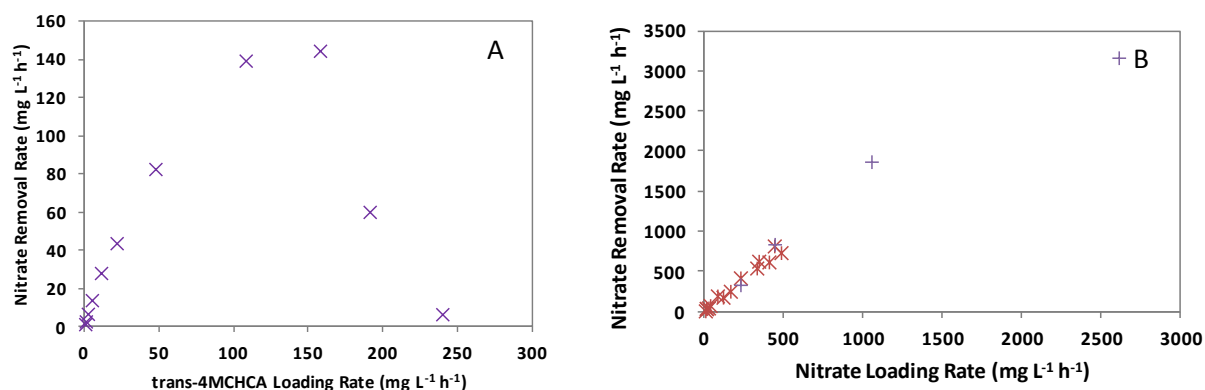 A
Nitrate Removal Rate (mg L⁻¹ h⁻¹)
160
140
120
100
80
60
40
20
0
0 50 100 150 200 250 300
trans-4MCHCA Loading Rate (mg L⁻¹ h⁻¹)
B
Nitrate Removal Rate (mg L⁻¹ h⁻¹)
3500
3000
2500
2000
1500
1000
500
0
0 500 1000 1500 2000 2500 3000
Nitrate Loading Rate (mg L⁻¹ h⁻¹)